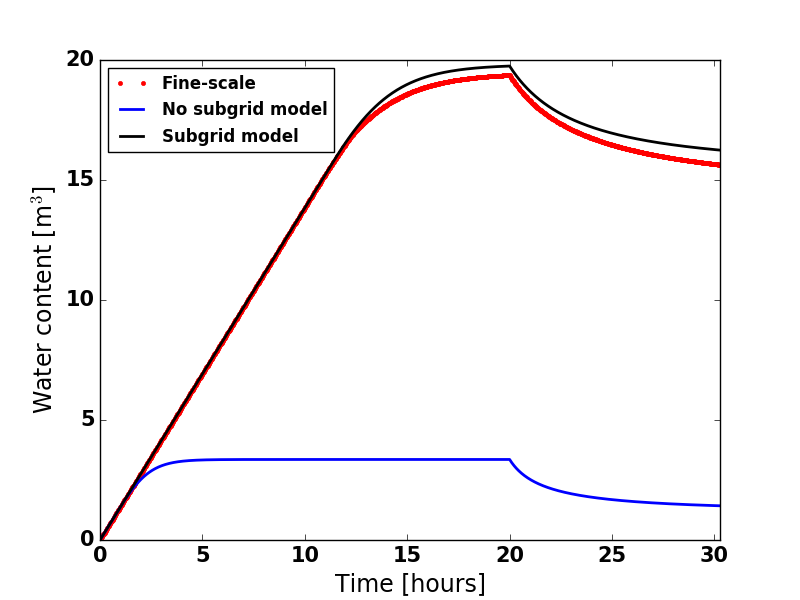 20
15
10
5
0
Water content [m³]
Fine-scale
No subgrid model
Subgrid model
0 5 10 15 20 25 30
Time [hours]